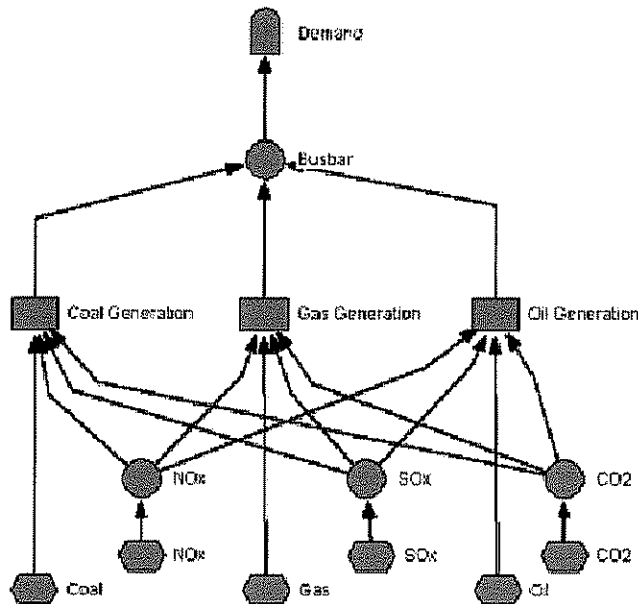 Demand
Busbar
Coal Generation
Gas Generation
Oil Generation
NOx
SOx
CO2
NOx
SOx
CO2
Coal
Gas
Oil